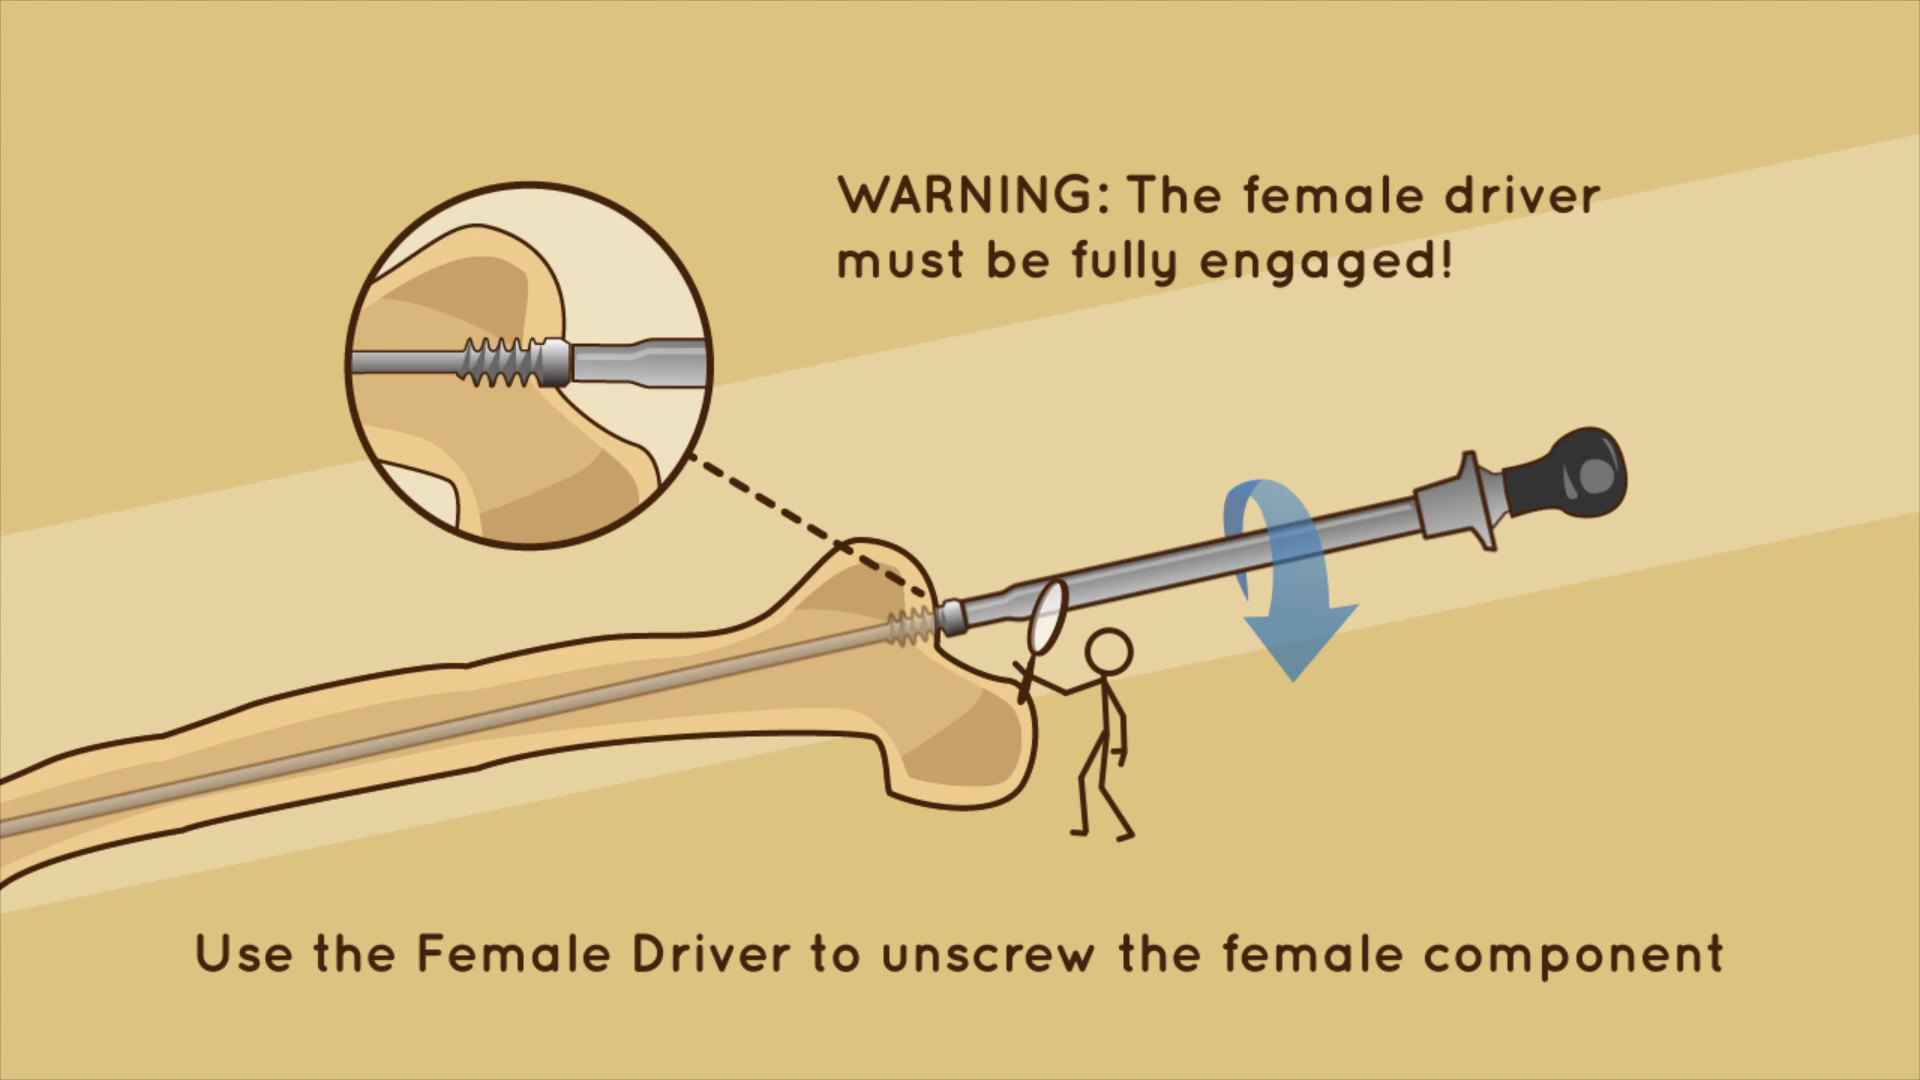 WARNING: The female driver
must be fully engaged!
Use the Female Driver to unscrew the female component